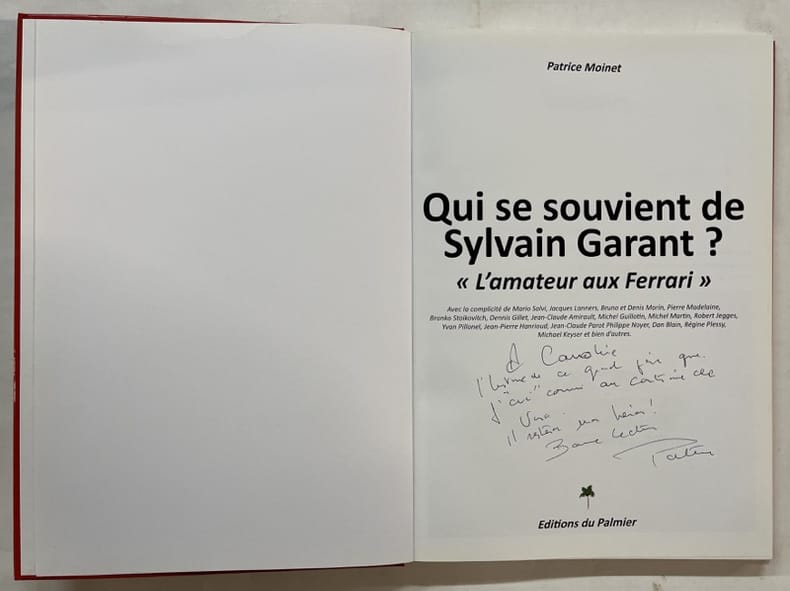 Patrice Moinet
Qui se souvient de
Sylvain Garant ?
« L'amateur aux Ferrari »
Avec la complicité de Mario Solvi, Jacques Lanners, Bruno et Denis Morin, Pierre Madelaine,
Branko Stoikovitch, Dennis Gillet, Jean-Claude Amirault, Michel Guillotin, Michel Martin, Robert Jegges,
Yvan Pillonel, Jean-Pierre Hanrioud, Jean-Claude Parot Philippe Noyer, Dan Blain, Régine Plessy,
Michael Keyser et bien d'autres.
A Caroline
l'histoire de ce grand que
j'ai connu au
Il mon héros !
Bonne lecture
Patrice
Editions du Palmier